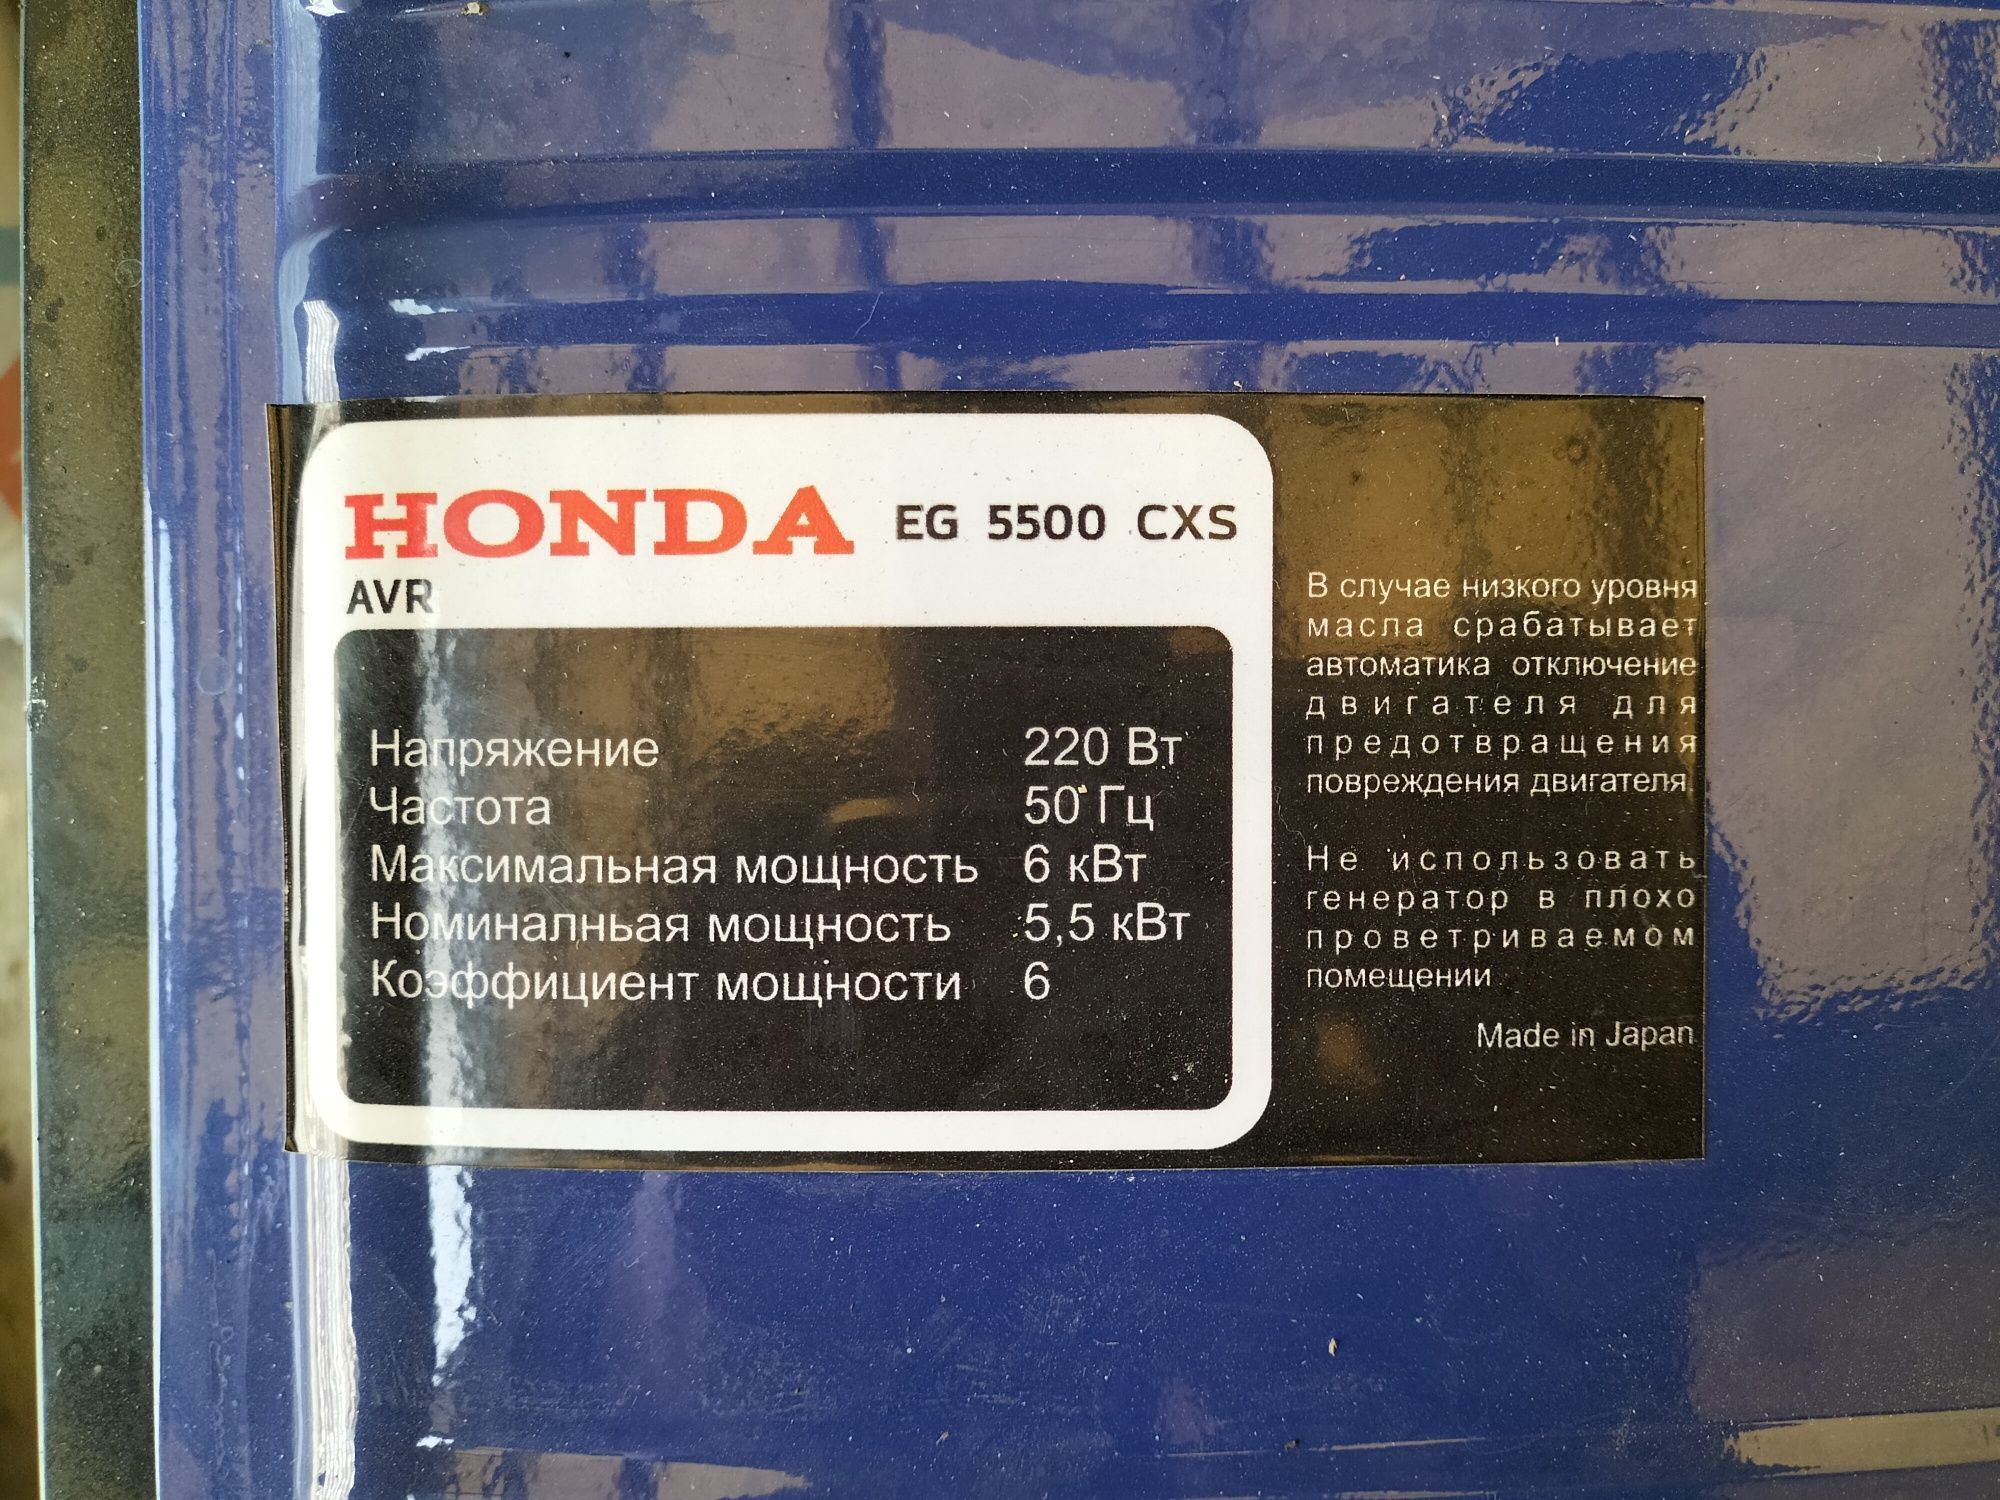 HONDA EG 5500 CXS
AVR
Напряжение 220 Вт
Частота 50 Гц
Максимальная мощность 6 кВт
Номиналньая мощность 5,5 кВт
Коэффициент мощности 6
В случае низкого уровня
масла срабатывает
автоматика отключение
двигателя для
предотвращения
повреждения двигателя.
Не использовать
генератор в плохо
проветриваемом
помещении
Made in Japan